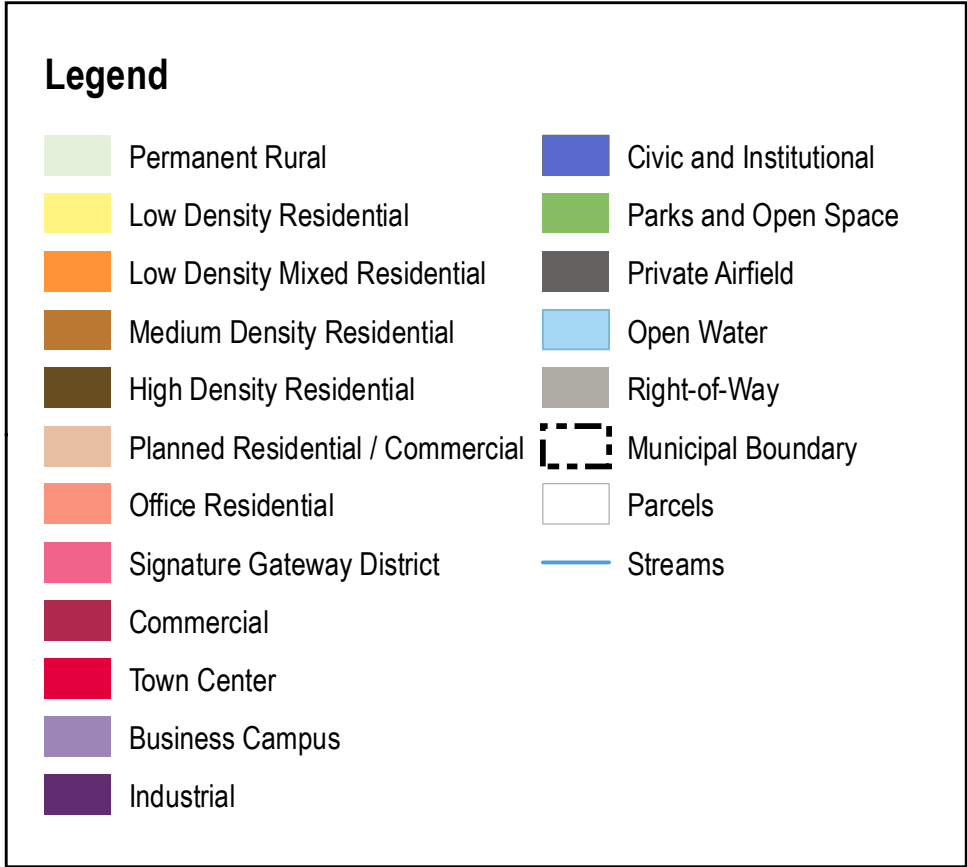 Legend
Permanent Rural
Low Density Residential
Low Density Mixed Residential
Medium Density Residential
High Density Residential
Planned Residential / Commercial
Office Residential
Signature Gateway District
Commercial
Town Center
Business Campus
Industrial
Civic and Institutional
Parks and Open Space
Private Airfield
Open Water
Right-of-Way
Municipal Boundary
Parcels
Streams